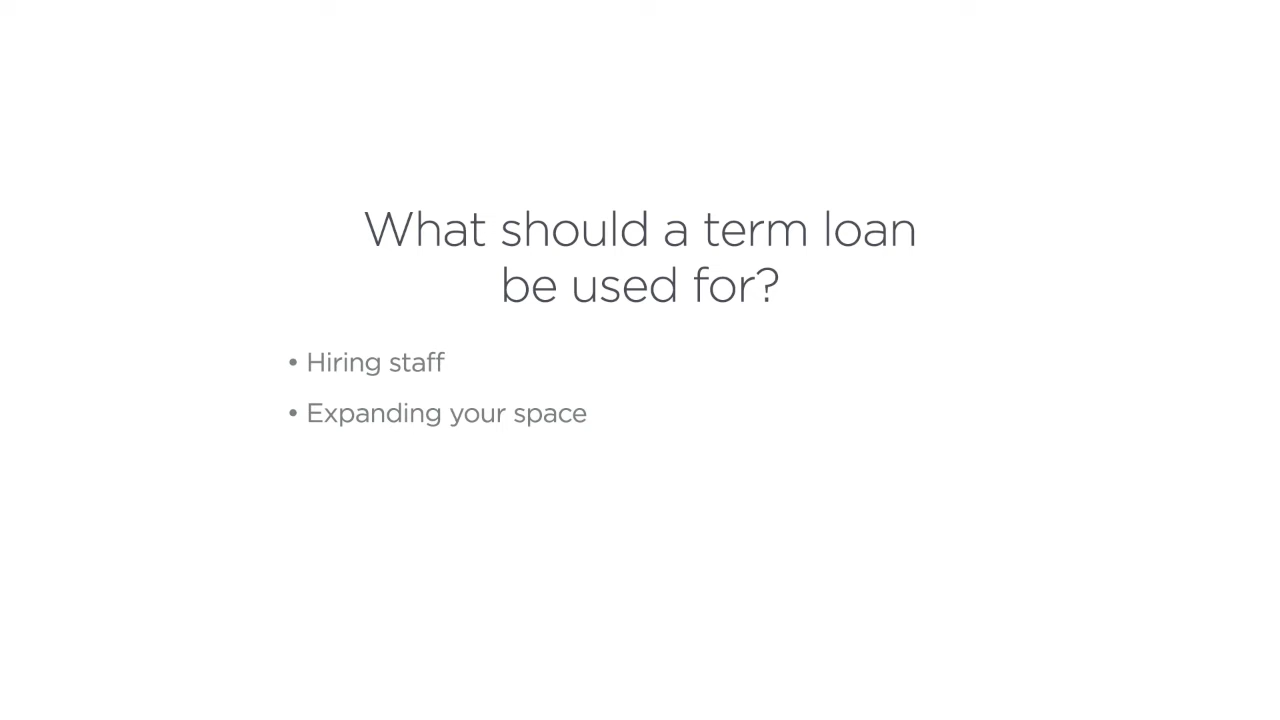 What should a term loan
be used for?
• Hiring staff
• Expanding your space